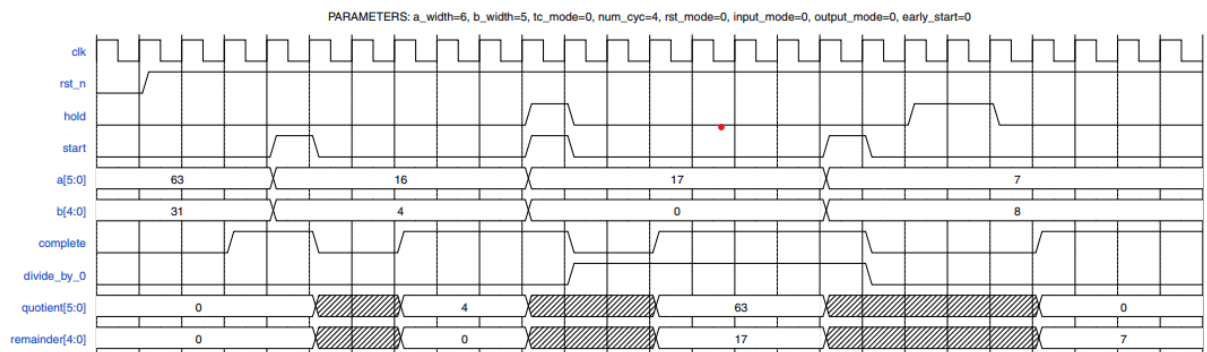 PARAMETERS: a_width=6, b_width=5, tc_mode=0, num_cyc=4, rst_mode=0, input_mode=0, output_mode=0, early_start=0
clk
rst_n
hold
start
a[5:0] 63 16 17 7
b[4:0] 31 4 0 8
complete
divide_by_0
quotient[5:0] 0 4 63 0
remainder[4:0] 0 0 17 7